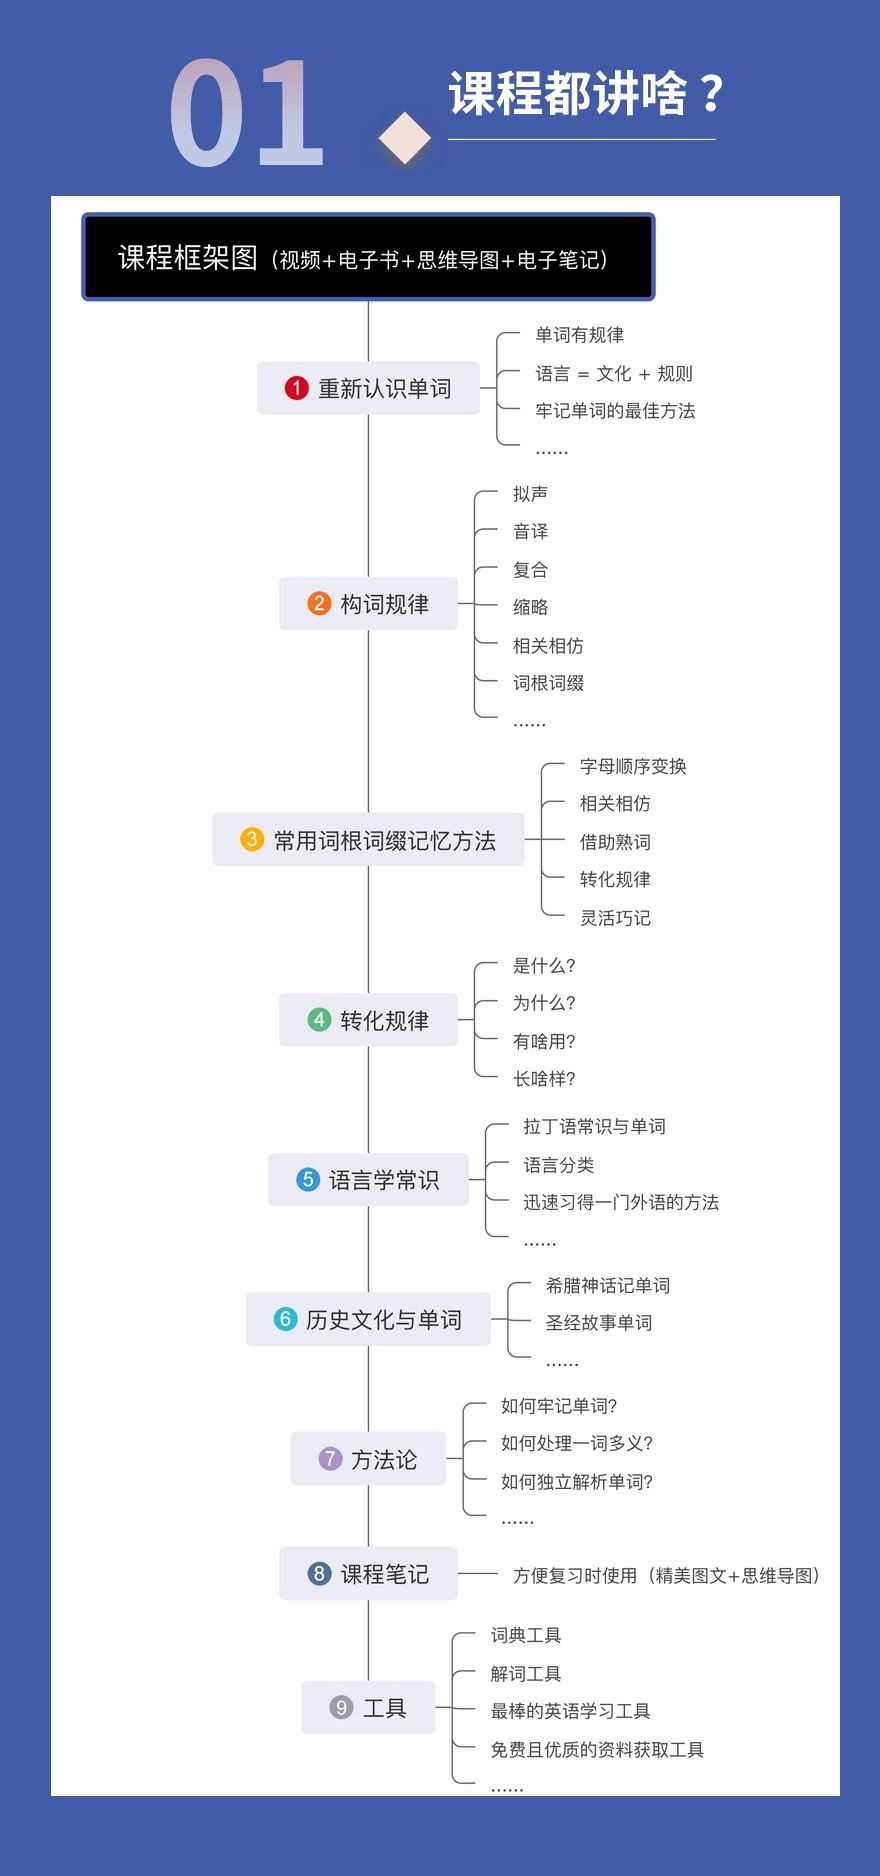 01
课程都讲啥？
课程框架图（视频+电子书+思维导图+电子笔记）
1 重新认识单词
单词有规律
语言 = 文化 + 规则
牢记单词的最佳方法
……
2 构词规律
拟声
音译
复合
缩略
相关相仿
词根词缀
……
3 常用词根词缀记忆方法
字母顺序变换
相关相仿
借助熟词
转化规律
灵活巧记
4 转化规律
是什么?
为什么?
有啥用?
长啥样?
5 语言学常识
拉丁语常识与单词
语言分类
迅速习得一门外语的方法
……
6 历史文化与单词
希腊神话记单词
圣经故事单词
……
7 方法论
如何牢记单词?
如何处理一词多义?
如何独立解析单词?
……
8 课程笔记
方便复习时使用（精美图文+思维导图）
9 工具
词典工具
解词工具
最棒的英语学习工具
免费且优质的资料获取工具
……